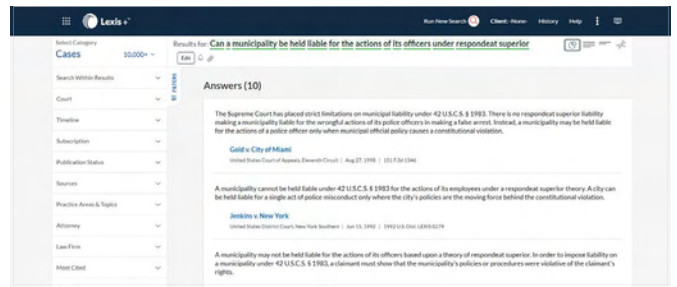 Lexis+
Run New Search
Client: -None-
History
Help
Select Category
Cases 10,000+
Results for: Can a municipality be held liable for the actions of its officers under respondeat superior
Edit
Search Within Results
Court
Timeline
Subscription
Publication Status
Sources
Practice Areas & Topics
Attorney
Law Firm
Most Cited
FILTERS
Answers (10)
The Supreme Court has placed strict limitations on municipal liability under 42 U.S.C.S. § 1983. There is no respondeat superior liability
making a municipality liable for the wrongful actions of its police officers in making a false arrest. Instead, a municipality may be held liable
for the actions of a police officer only when municipal official policy causes a constitutional violation.
Gold v. City of Miami
United States Court of Appeals, Eleventh Circuit | Aug 27, 1998 | 151 F.3d 1346
A municipality cannot be held liable under 42 U.S.C.S. § 1983 for the actions of its employees under a respondeat superior theory. A city can
be held liable for a single act of police misconduct only where the city's policies are the moving force behind the constitutional violation.
Jenkins v. New York
United States District Court, New York Southern | Jun 15, 1992 | 1992 U.S. Dist. LEXIS 8279
A municipality may not be held liable for the actions of its officers based upon a theory of respondeat superior. In order to impose liability on
a municipality under 42 U.S.C.S. § 1983, a claimant must show that the municipality's policies or procedures were violative of the claimant's
rights.